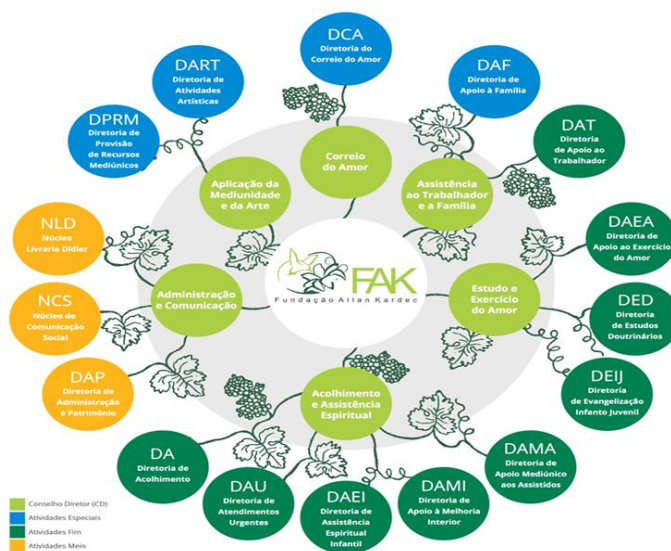 DCA
Diretoria do
Correio do Amor
DART
Diretoria de
Atividades
Artísticas
DAF
Diretoria de
Apoio à Família
DPRM
Diretoria de
Provisão
de Recursos
Mediúnicos
DAT
Diretoria
de Apoio ao
Trabalhador
Correio
do Amor
Aplicação da
Mediunidade
e da Arte
Assistência
ao Trabalhador
e a Família
NLD
Núcleo
Livraria Didier
DAEA
Diretoria de
Apoio ao Exercício
do Amor
FAK
Fundação Allan Kardec
Administração
e Comunicação
Estudo e
Exercício
do Amor
NCS
Núcleo de
Comunicação
Social
DED
Diretoria
de Estudos
Doutrinários
DAP
Diretoria de
Administração
e Patrimônio
DEIJ
Diretoria
de Evangelização
Infanto Juvenil
Acolhimento
e Assistência
Espiritual
DA
Diretoria de
Acolhimento
DAU
Diretoria de
Atendimentos
Urgentes
DAEI
Diretoria de
Assistência
Espiritual
Infantil
DAMI
Diretoria de
Apoio à Melhoria
Interior
DAMA
Diretoria de
Apoio Mediúnico
aos Assistidos
Conselho Diretor (CD)
Atividades Especiais
Atividades Fim
Atividades Meio